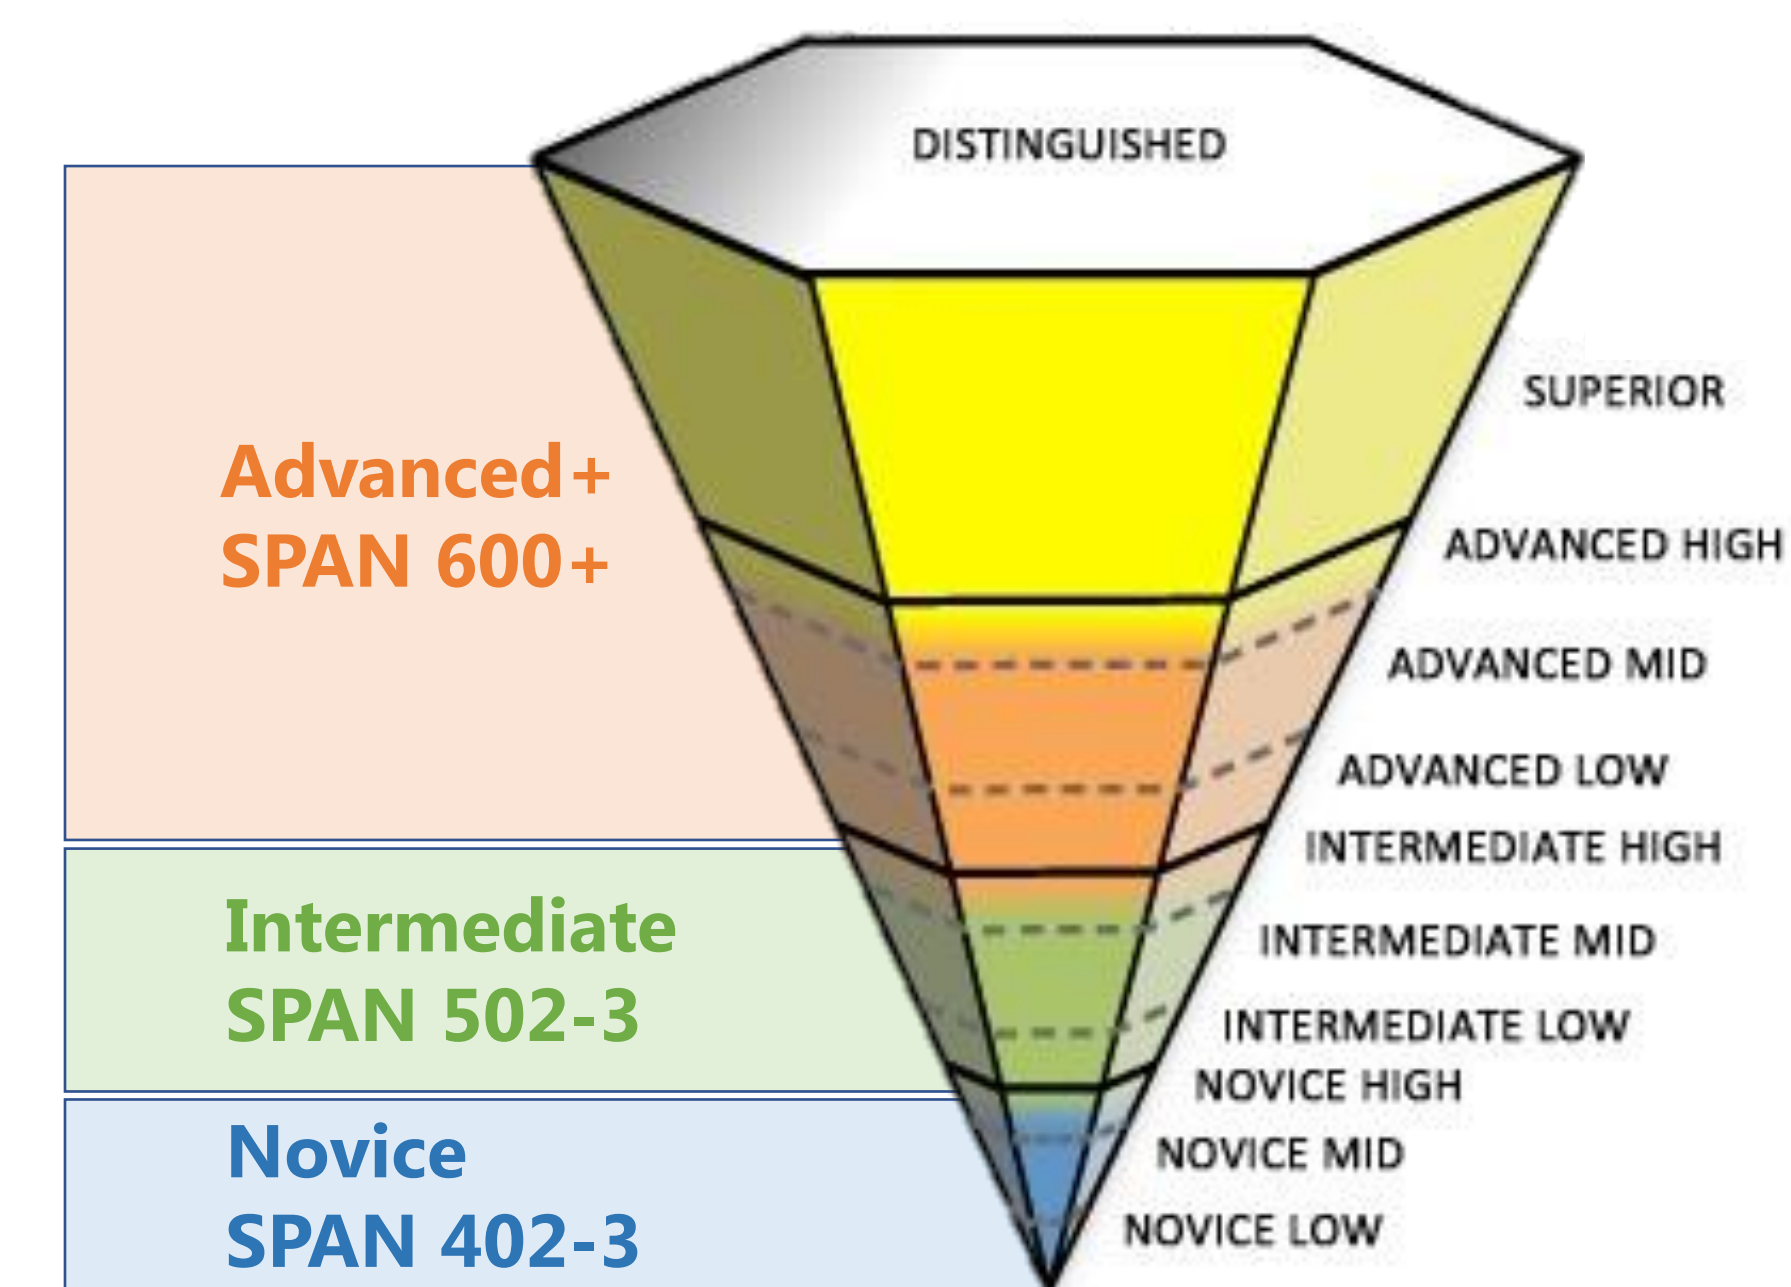 DISTINGUISHED
SUPERIOR
Advanced+
SPAN 600+
ADVANCED HIGH
ADVANCED MID
ADVANCED LOW
INTERMEDIATE HIGH
Intermediate
SPAN 502-3
INTERMEDIATE MID
INTERMEDIATE LOW
NOVICE HIGH
Novice
SPAN 402-3
NOVICE MID
NOVICE LOW